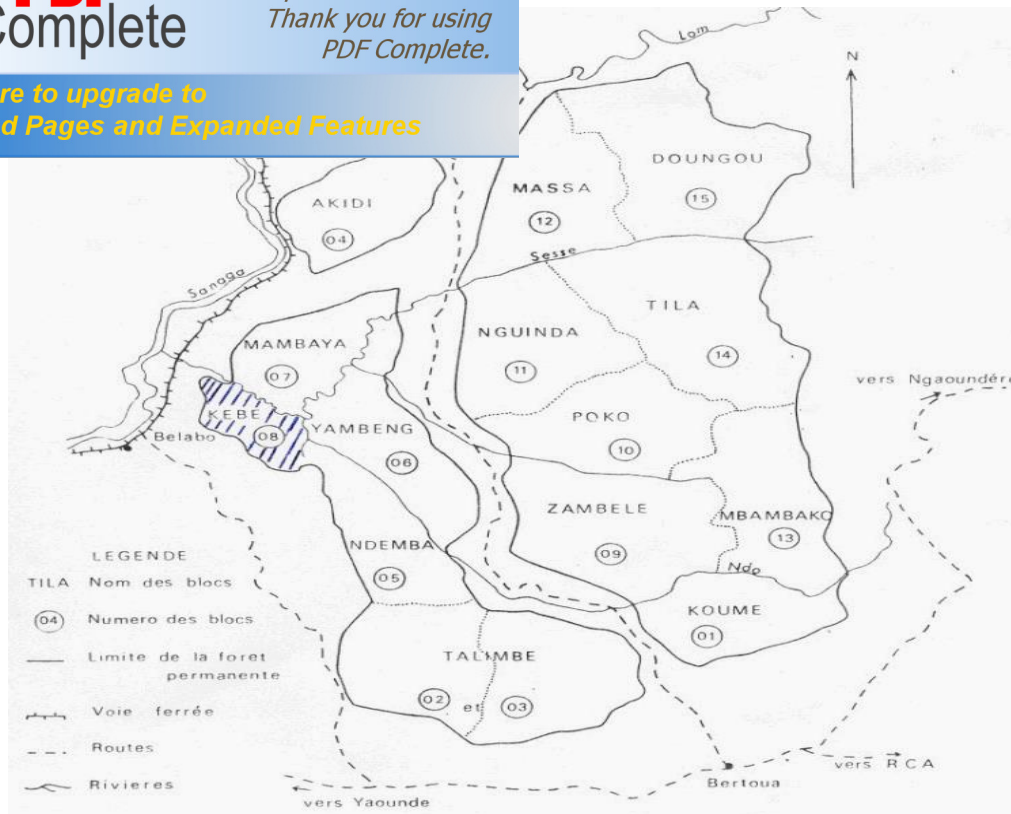 Complete
Thank you for using
PDF Complete.
re to upgrade to
d Pages and Expanded Features
Lom
N
DOUNGOU
15
MASSA
12
AKIDI
04
Sesse
Sanaga
TILA
14
NGUINDA
11
MAMBAYA
07
vers Ngaoundére
KEBE
08
POKO
10
YAMBENG
06
Belabo
ZAMBELE
09
MBAMBAKO
13
NDEMBA
05
Ndo
KOUME
01
TALIMBE
02 et 03
LEGENDE
TILA Nom des blocs
04 Numero des blocs
Limite de la foret
permanente
Voie ferrée
Routes
Rivieres
vers RCA
Bertoua
vers Yaounde